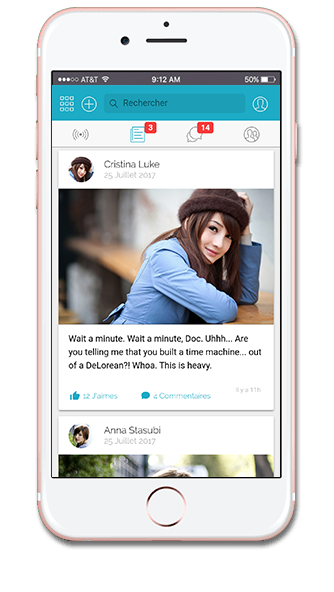 AT&T 9:12 AM 50%
Rechercher
3 14
Cristina Luke
25 Juillet 2017
Wait a minute. Wait a minute, Doc. Uhhh... Are
you telling me that you built a time machine... out
of a DeLorean?! Whoa. This is heavy.
12 J'aimes 4 Commentaires il y a 11h
Anna Stasubi
25 Juillet 2017